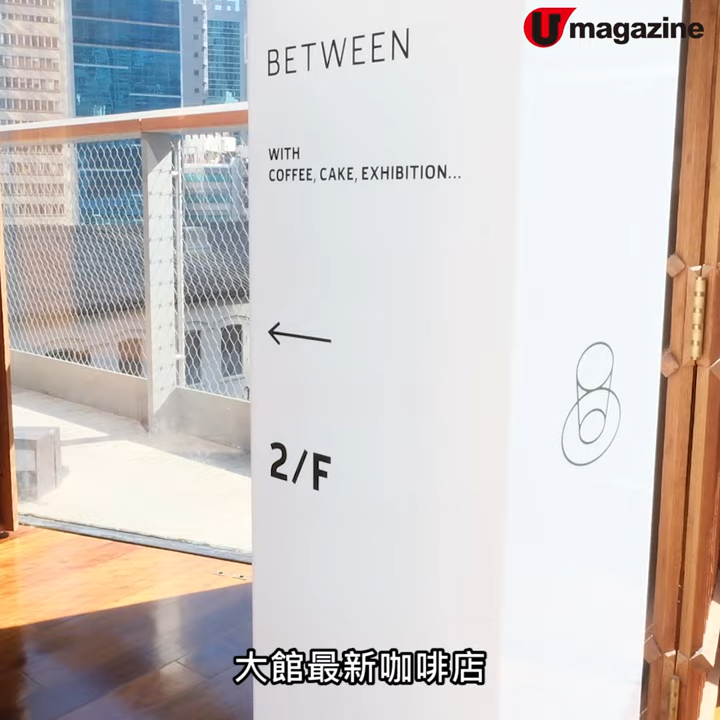 U magazine
BETWEEN
WITH
COFFEE, CAKE, EXHIBITION...
2/F
大館最新咖啡店